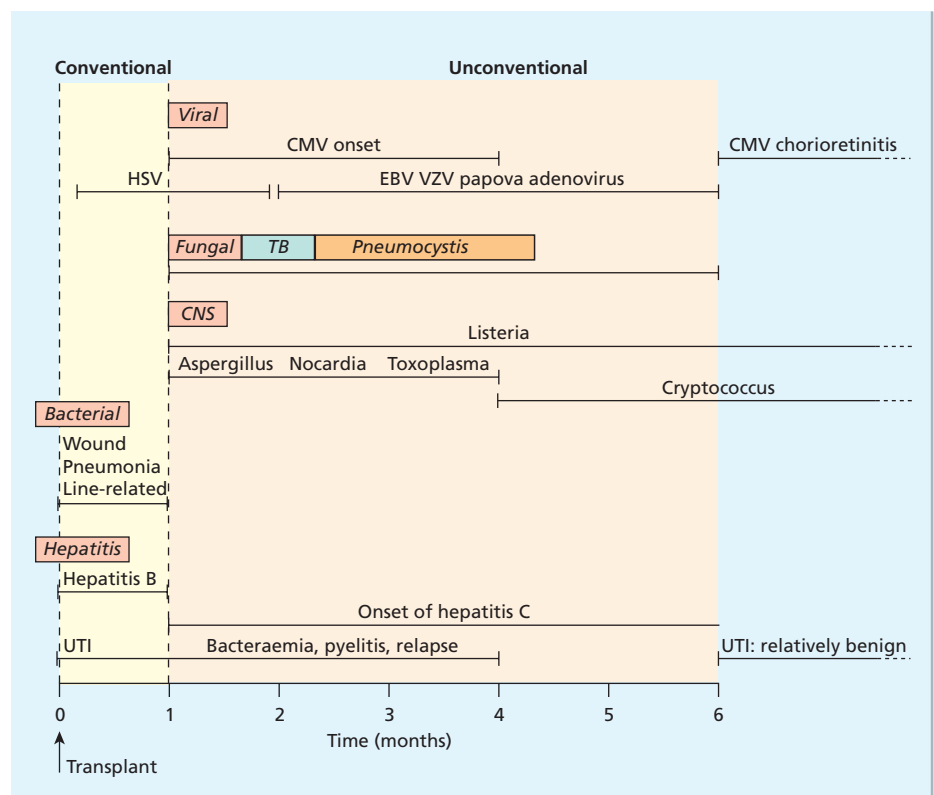 Conventional
Unconventional
Viral
CMV onset
CMV chorioretinitis
HSV
EBV VZV papova adenovirus
Fungal TB Pneumocystis
CNS
Listeria
Aspergillus Nocardia Toxoplasma
Cryptococcus
Bacterial
Wound
Pneumonia
Line-related
Hepatitis
Hepatitis B
Onset of hepatitis C
UTI
Bacteraemia, pyelitis, relapse
UTI: relatively benign
0 1 2 3 4 5 6
Time (months)
Transplant